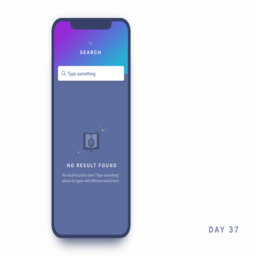 SEARCH
Type something
NO RESULT FOUND
No result found for term "Type something"
please try again with different search term.
DAY 37